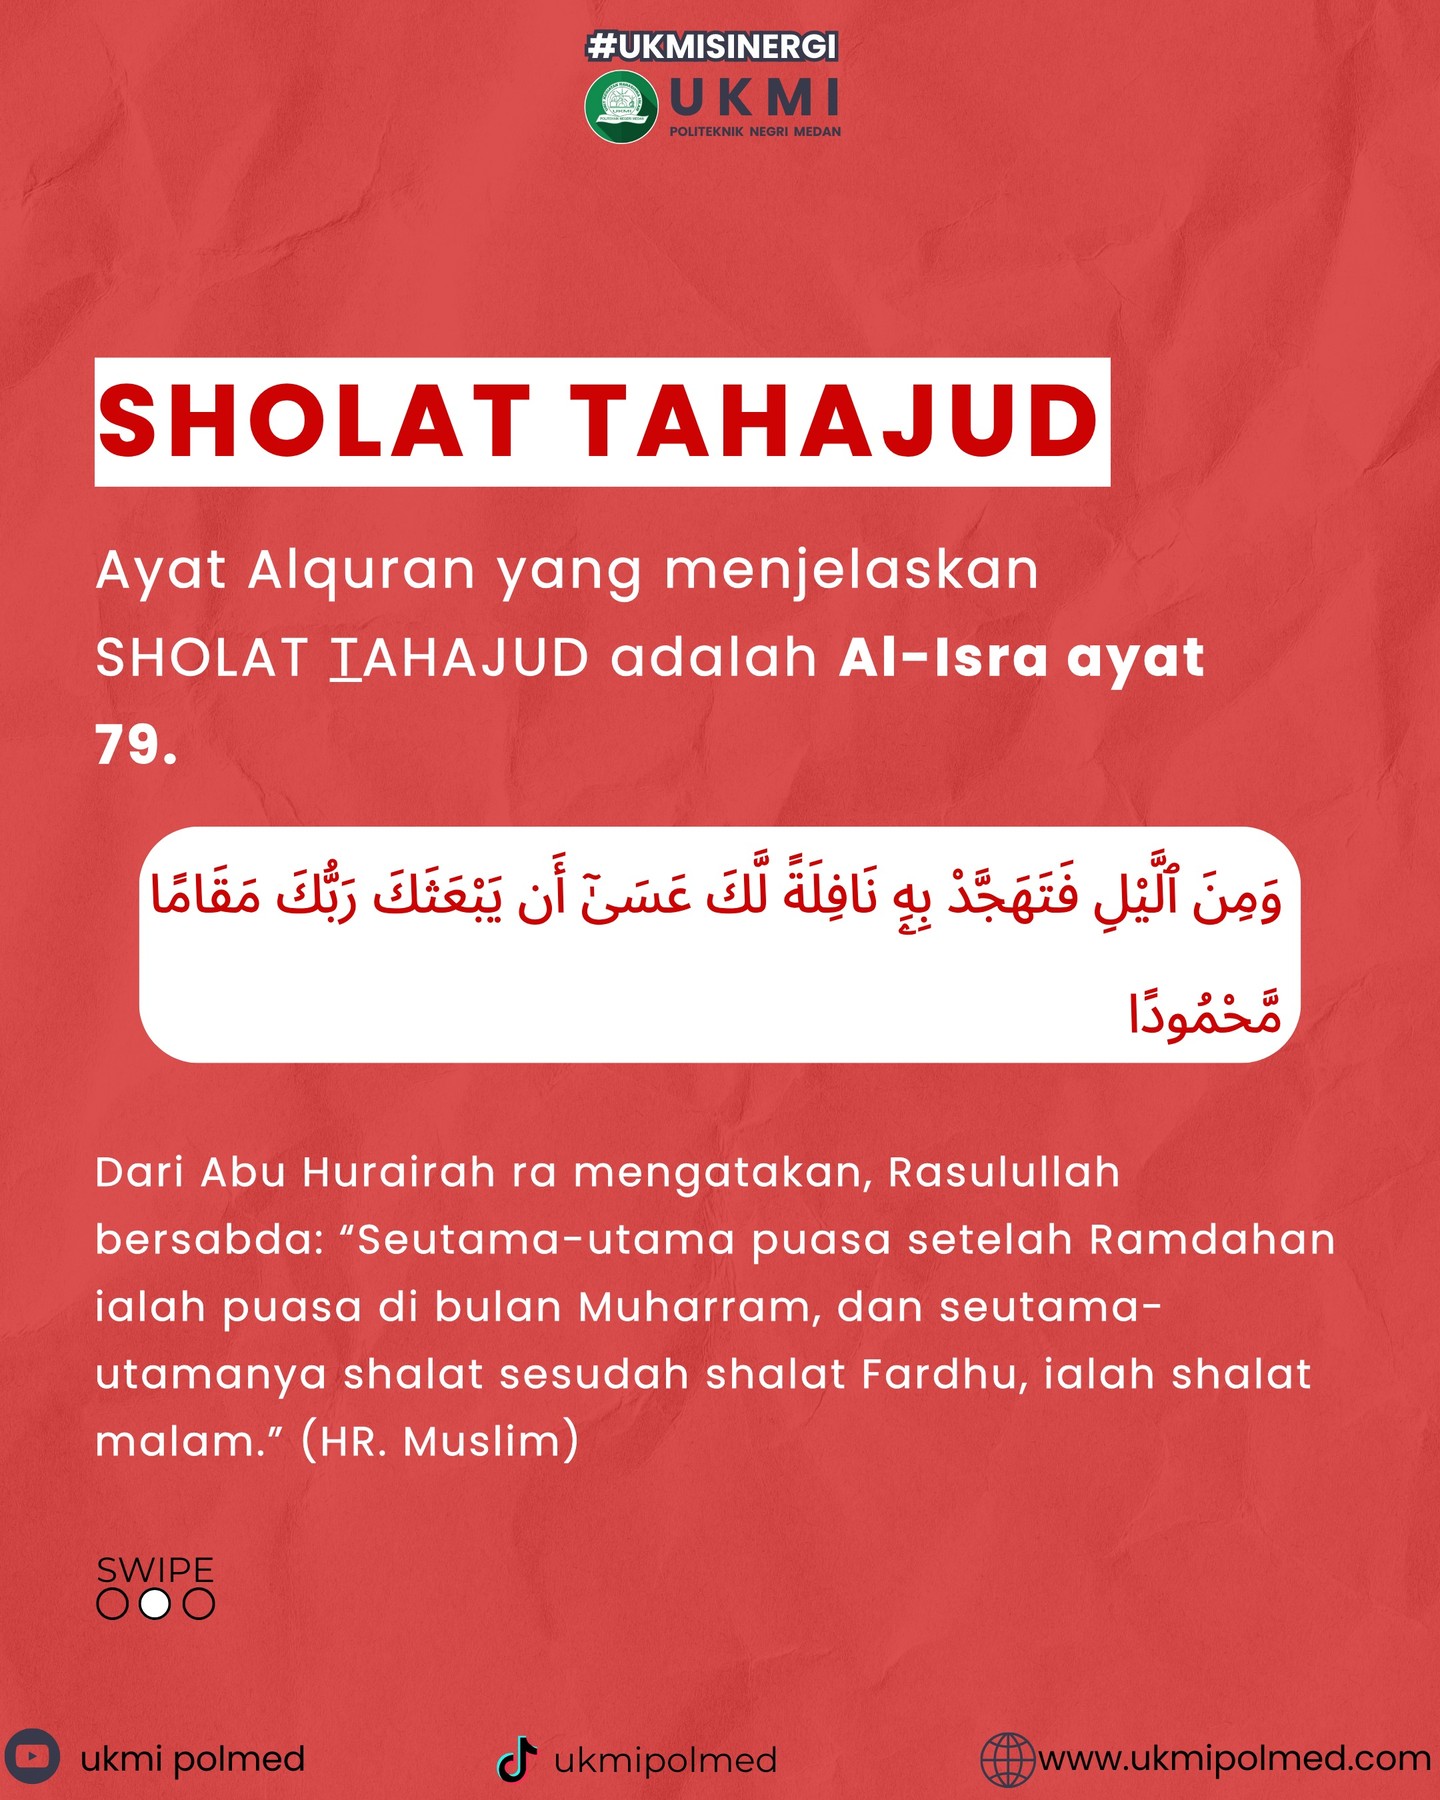 #UKMISINERGI
UKMI
POLITEKNIK NEGRI MEDAN
SHOLAT TAHAJUD
Ayat Alquran yang menjelaskan
SHOLAT TAHAJUD adalah Al-Isra ayat
79.
وَمِنَ ٱلَّيْلِ فَتَهَجَّدْ بِهِۦ نَافِلَةً لَّكَ عَسَىٰٓ أَن يَبْعَثَكَ رَبُّكَ مَقَامًا
مَّحْمُودًا
Dari Abu Hurairah ra mengatakan, Rasulullah
bersabda: “Seutama-utama puasa setelah Ramdahan
ialah puasa di bulan Muharram, dan seutama-
utamanya shalat sesudah shalat Fardhu, ialah shalat
malam.” (HR. Muslim)
SWIPE
ukmi polmed
ukmipolmed
www.ukmipolmed.com